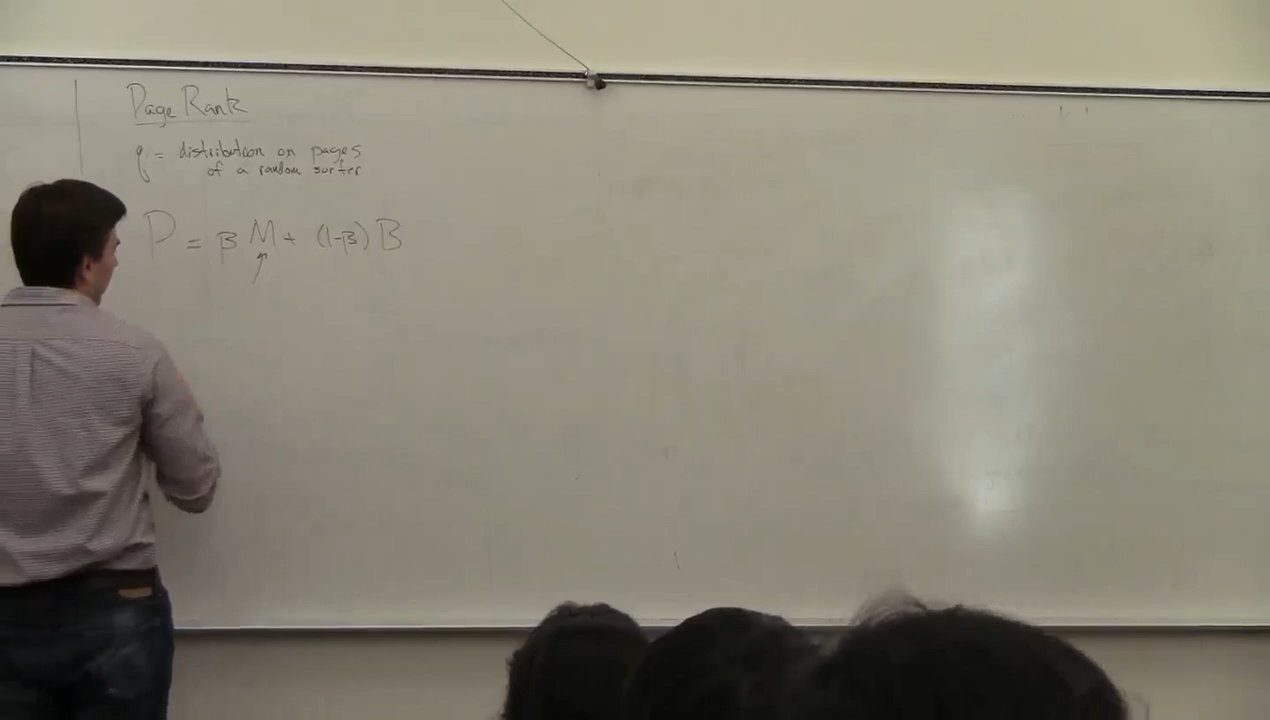 Page Rank
q = distribution on pages
of a random surfer
P = β M + (1-β) B